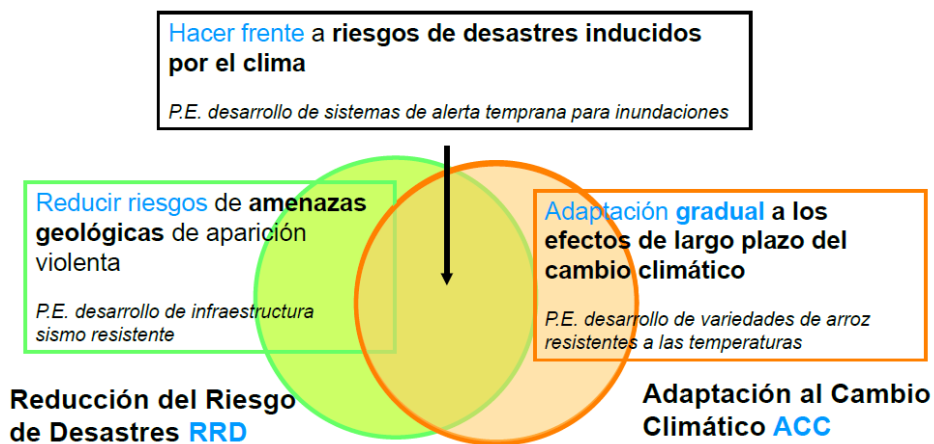 Hacer frente a riesgos de desastres inducidos
por el clima
P.E. desarrollo de sistemas de alerta temprana para inundaciones
Reducir riesgos de amenazas
geológicas de aparición
violenta
P.E. desarrollo de infraestructura
sismo resistente
Adaptación gradual a los
efectos de largo plazo del
cambio climático
P.E. desarrollo de variedades de arroz
resistentes a las temperaturas
Reducción del Riesgo
de Desastres RRD
Adaptación al Cambio
Climático ACC